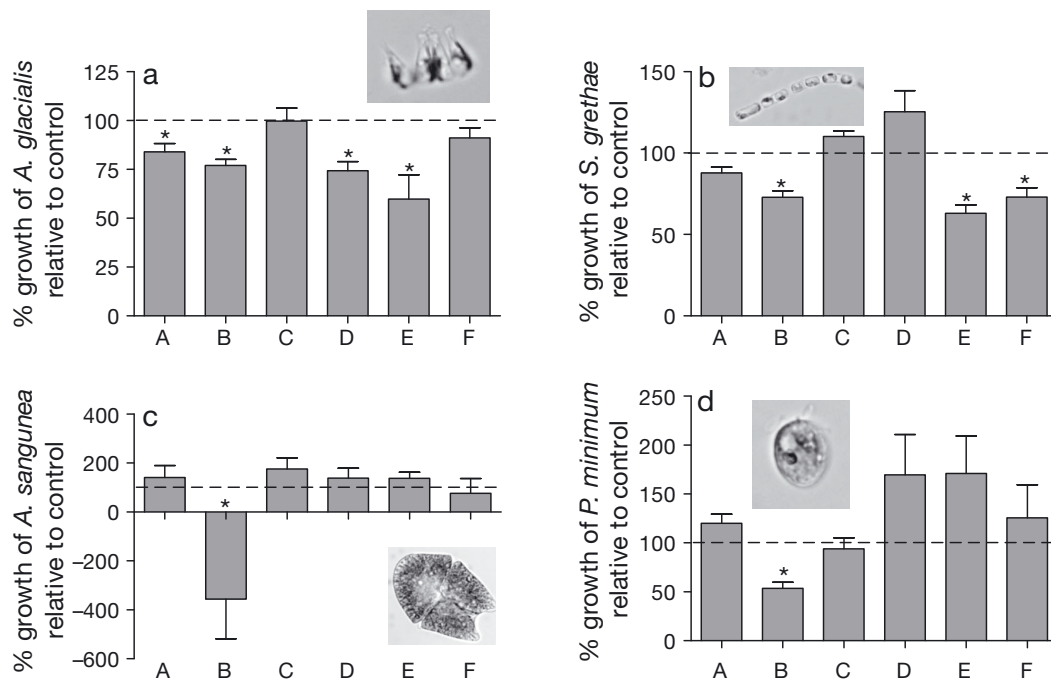 a
% growth of A. glacialis
relative to control
125
100
75
50
25
0
* * * *
A B C D E F
b
% growth of S. grethae
relative to control
150
100
50
0
* * *
A B C D E F
c
% growth of A. sangunea
relative to control
400
200
0
–200
–400
–600
*
A B C D E F
d
% growth of P. minimum
relative to control
250
200
150
100
50
0
*
A B C D E F